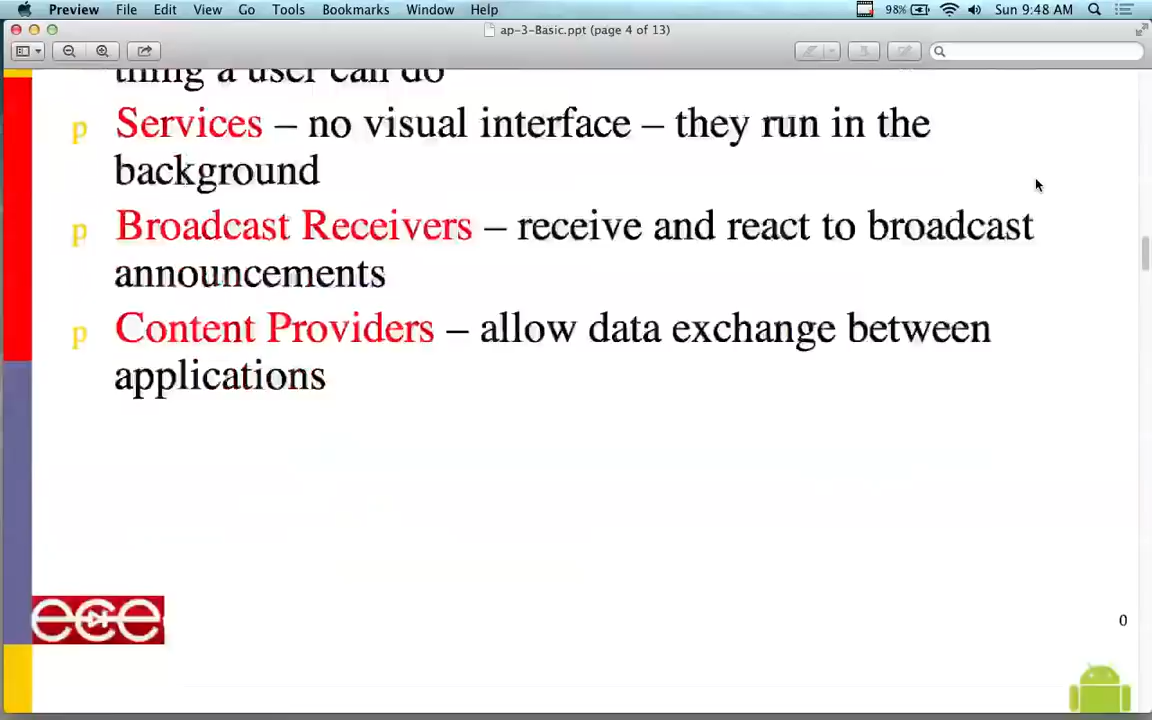 Preview File Edit View Go Tools Bookmarks Window Help 98% Sun 9:48 AM
ap-3-Basic.ppt (page 4 of 13)
thing a user can do
p Services – no visual interface – they run in the
background
p Broadcast Receivers – receive and react to broadcast
announcements
p Content Providers – allow data exchange between
applications
ece
0